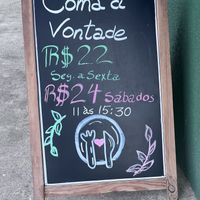 Coma à
Vontade
R$22
Seg. a Sexta
R$24 Sábados
11 às 15:30